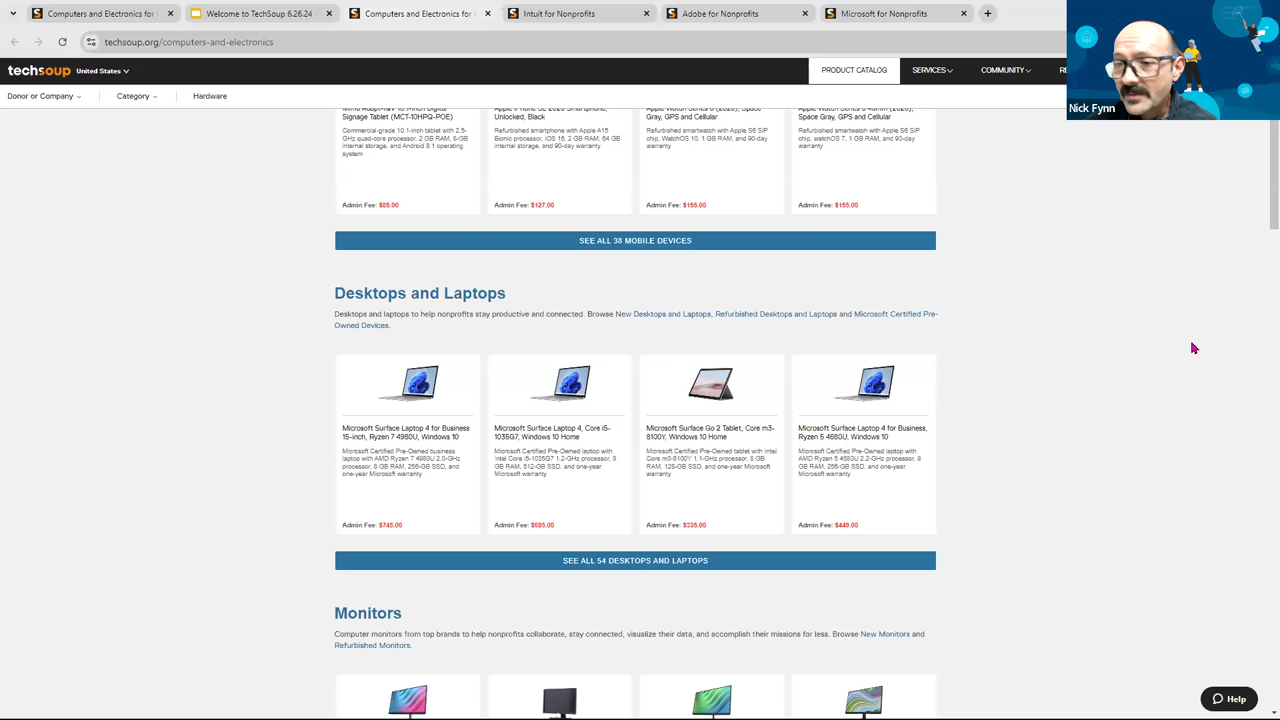 Computers and Electronics for
Welcome to TechSoup 6.26.24
Computers and Electronics for
Intuit for Nonprofits
Adobe for Nonprofits
Microsoft for Nonprofits
techsoup.org/computers-and-electronics
techsoup United States
PRODUCT CATALOG
SERVICES
COMMUNITY
Nick Fynn
Donor or Company
Category
Hardware
Signage Tablet (MCT-10HPQ-POE)
Commercial-grade 10.1-inch tablet with 2.5-
GHz quad-core processor, 2 GB RAM, 8-GB
internal storage, and Android 8.1 operating
system
Admin Fee: $85.00
Apple iPhone SE 2020 Smartphone,
Unlocked, Black
Refurbished smartphone with Apple A15
Bionic processor, iOS 16, 2 GB RAM, 64 GB
internal storage, and 90-day warranty
Admin Fee: $127.00
Apple Watch Series 6 (2020), Space
Gray, GPS and Cellular
Refurbished smartwatch with Apple S6 SiP
chip, watchOS 10, 1 GB RAM, and 90-day
warranty
Admin Fee: $155.00
Apple Watch Series 6 40mm (2020),
Space Gray, GPS and Cellular
Refurbished smartwatch with Apple S6 SiP
chip, watchOS 7, 1 GB RAM, and 90-day
warranty
Admin Fee: $155.00
SEE ALL 38 MOBILE DEVICES
Desktops and Laptops
Desktops and laptops to help nonprofits stay productive and connected. Browse New Desktops and Laptops, Refurbished Desktops and Laptops and Microsoft Certified Pre-
Owned Devices.
Microsoft Surface Laptop 4 for Business
15-inch, Ryzen 7 4980U, Windows 10
Microsoft Certified Pre-Owned business
laptop with AMD Ryzen 7 4980U 2.0-GHz
processor, 8 GB RAM, 256-GB SSD, and
one-year Microsoft warranty
Admin Fee: $745.00
Microsoft Surface Laptop 4, Core i5-
1035G7, Windows 10 Home
Microsoft Certified Pre-Owned laptop with
Intel Core i5-1035G7 1.2-GHz processor, 8
GB RAM, 512-GB SSD, and one-year
Microsoft warranty
Admin Fee: $695.00
Microsoft Surface Go 2 Tablet, Core m3-
8100Y, Windows 10 Home
Microsoft Certified Pre-Owned tablet with Intel
Core m3-8100Y 1.1-GHz processor, 8 GB
RAM, 128-GB SSD, and one-year Microsoft
warranty
Admin Fee: $335.00
Microsoft Surface Laptop 4 for Business,
Ryzen 5 4680U, Windows 10
Microsoft Certified Pre-Owned laptop with
AMD Ryzen 5 4680U 2.2-GHz processor, 8
GB RAM, 256-GB SSD, and one-year
Microsoft warranty
Admin Fee: $449.00
SEE ALL 54 DESKTOPS AND LAPTOPS
Monitors
Computer monitors from top brands to help nonprofits collaborate, stay connected, visualize their data, and accomplish their missions for less. Browse New Monitors and
Refurbished Monitors.
Help